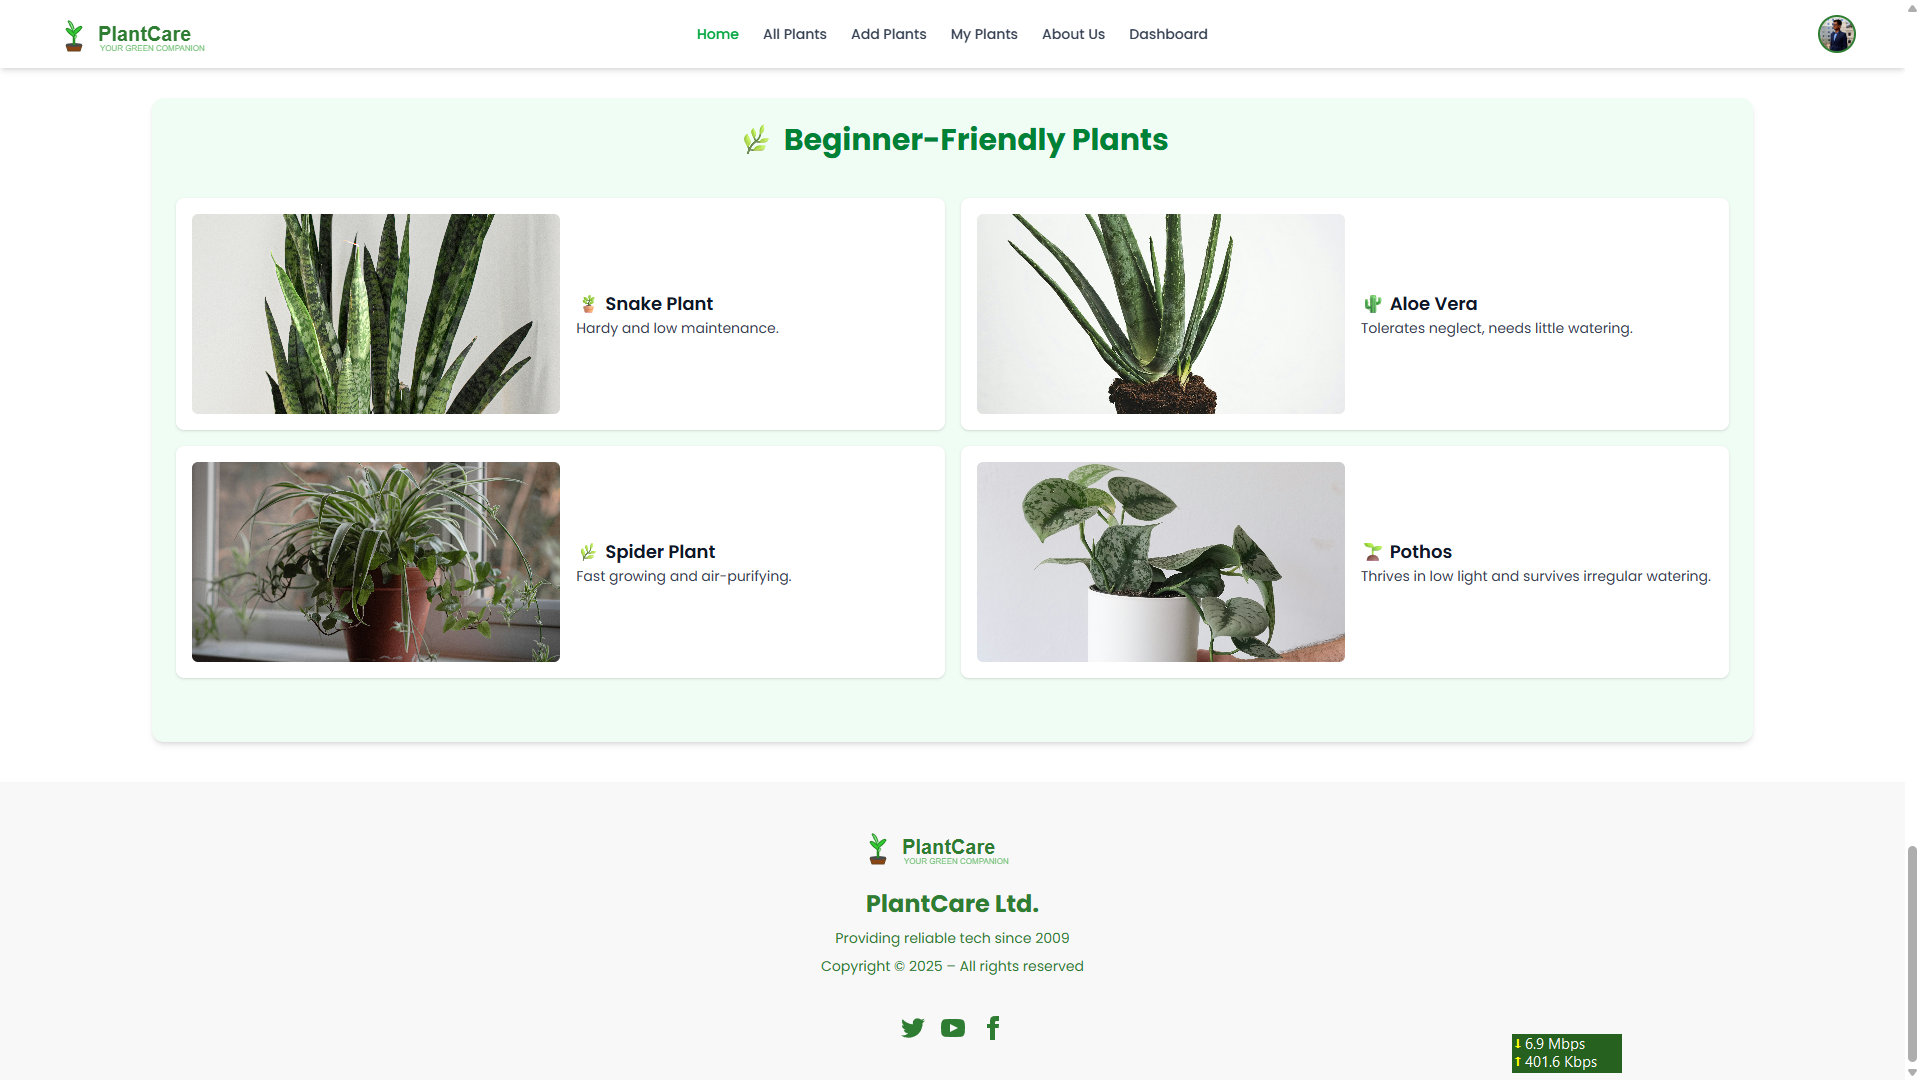 PlantCare
YOUR GREEN COMPANION
Home
All Plants
Add Plants
My Plants
About Us
Dashboard
Beginner-Friendly Plants
Snake Plant
Hardy and low maintenance.
Aloe Vera
Tolerates neglect, needs little watering.
Spider Plant
Fast growing and air-purifying.
Pothos
Thrives in low light and survives irregular watering.
PlantCare
YOUR GREEN COMPANION
PlantCare Ltd.
Providing reliable tech since 2009
Copyright © 2025 – All rights reserved
↓ 6.9 Mbps
↑ 401.6 Kbps